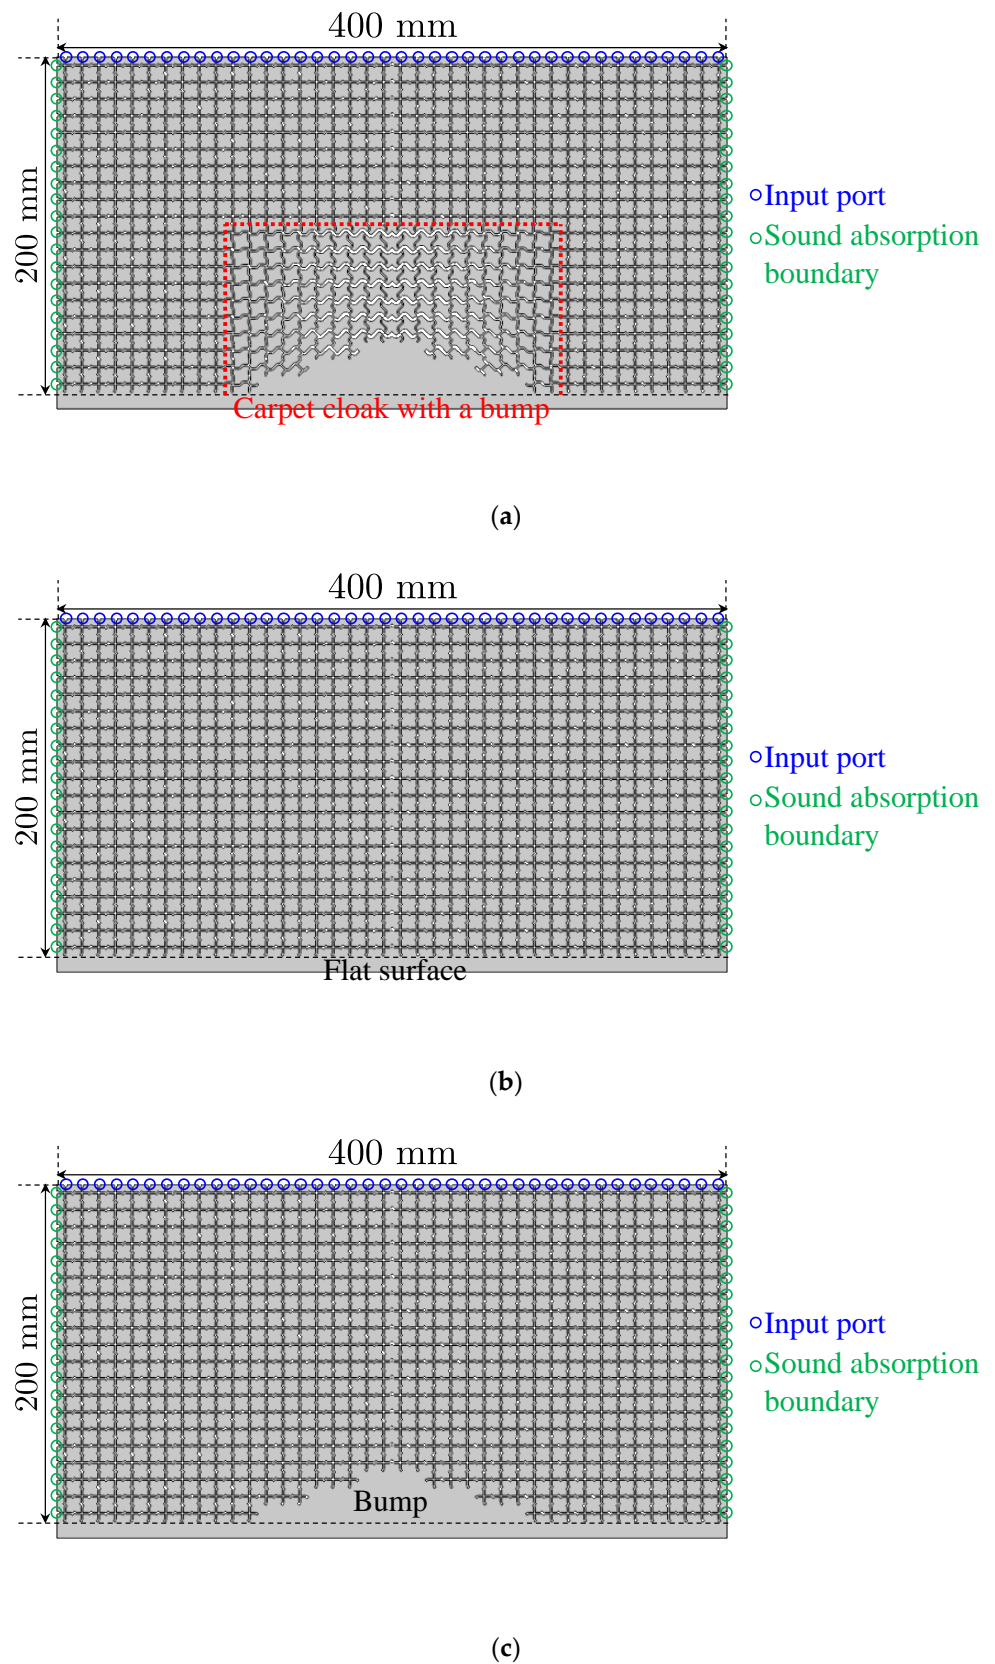 400 mm
200 mm
Input port
Sound absorption
boundary
Carpet cloak with a bump
(a)
400 mm
200 mm
Input port
Sound absorption
boundary
Flat surface
(b)
400 mm
200 mm
Input port
Sound absorption
boundary
Bump
(c)